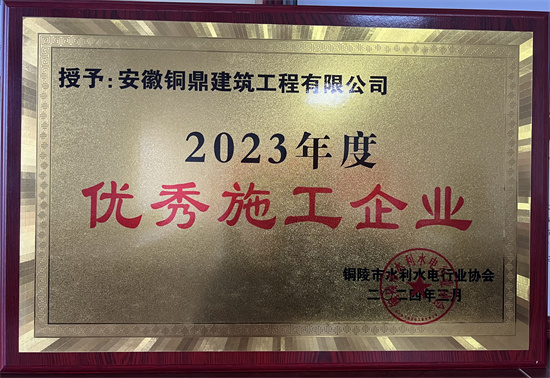 授予:安徽铜鼎建筑工程有限公司
2023年度
优秀施工企业
铜陵市水利水电行业协会
二〇二四年三月